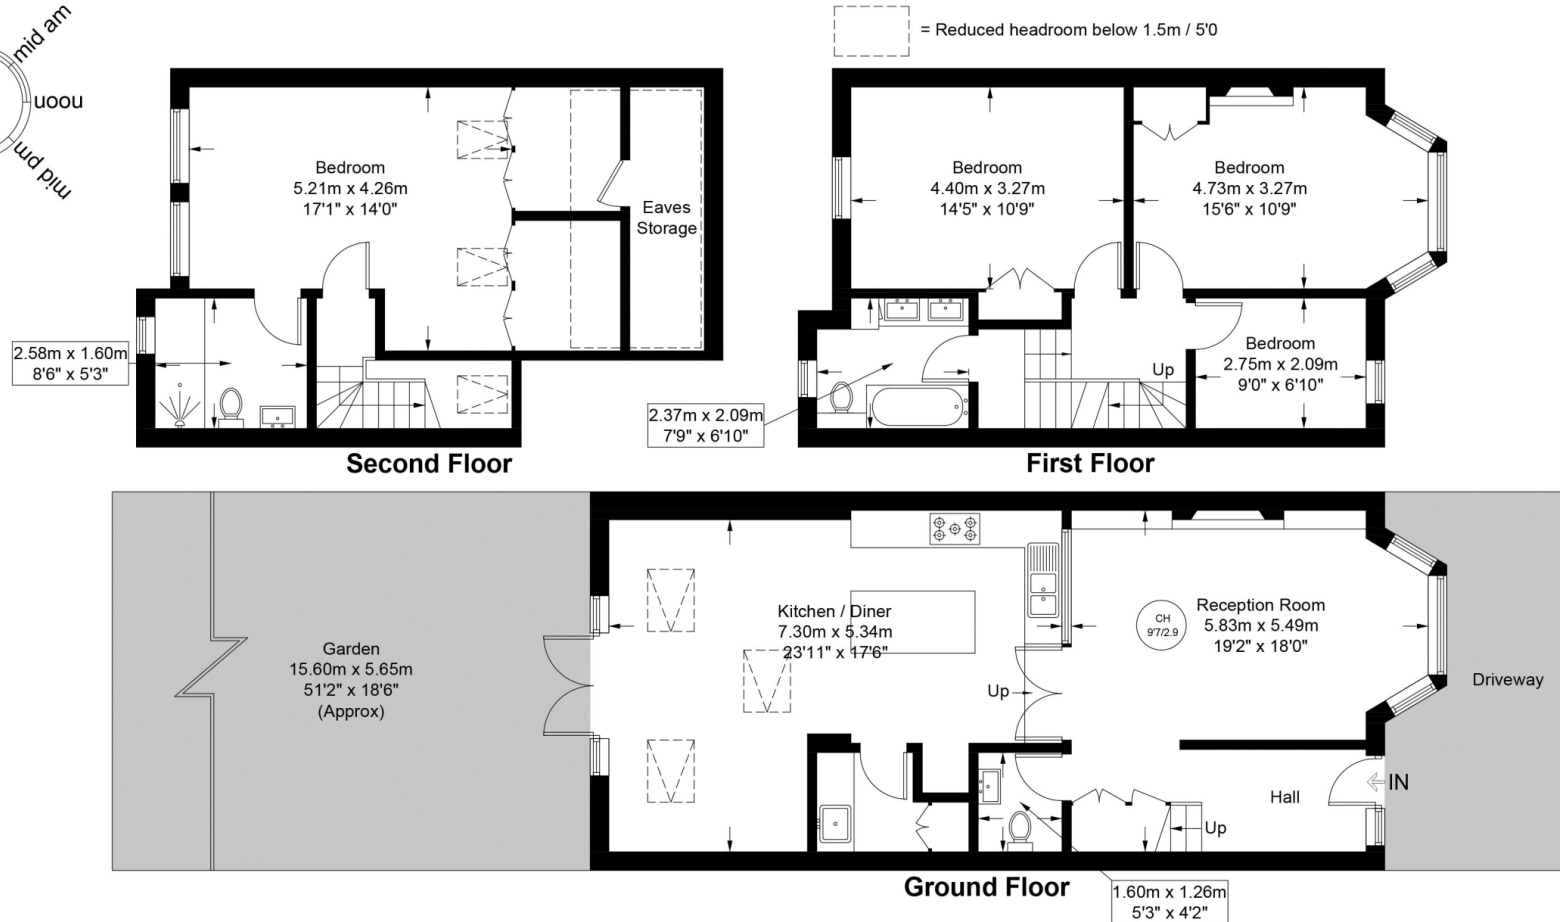 mid am
noon
mid pm
= Reduced headroom below 1.5m / 5'0
Bedroom
5.21m x 4.26m
17'1" x 14'0"
Eaves
Storage
2.58m x 1.60m
8'6" x 5'3"
Second Floor
Bedroom
4.40m x 3.27m
14'5" x 10'9"
Bedroom
4.73m x 3.27m
15'6" x 10'9"
Bedroom
2.75m x 2.09m
9'0" x 6'10"
Up
2.37m x 2.09m
7'9" x 6'10"
First Floor
Garden
15.60m x 5.65m
51'2" x 18'6"
(Approx)
Kitchen / Diner
7.30m x 5.34m
23'11" x 17'6"
Up
CH
9'7/2.9
Reception Room
5.83m x 5.49m
19'2" x 18'0"
Driveway
IN
Hall
Up
Ground Floor
1.60m x 1.26m
5'3" x 4'2"